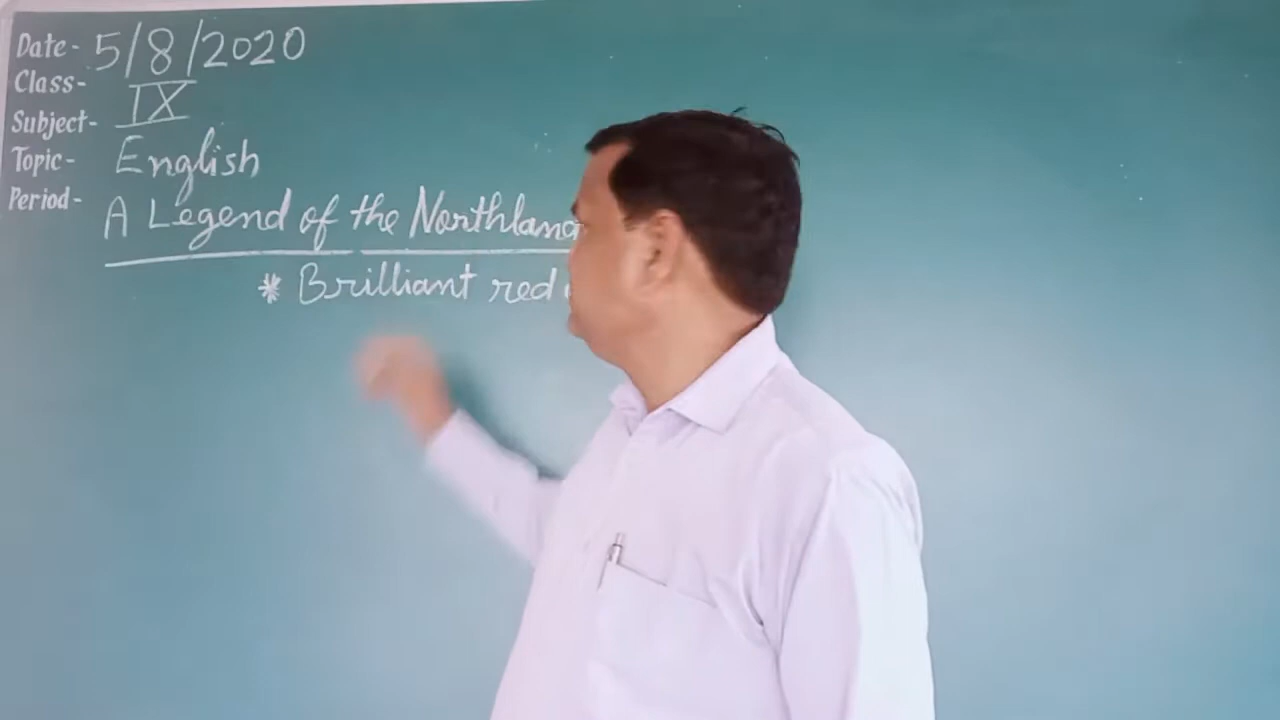 Date- 5/8/2020
Class- IX
Subject- English
Topic- A Legend of the Northland
Period-
* Brilliant red